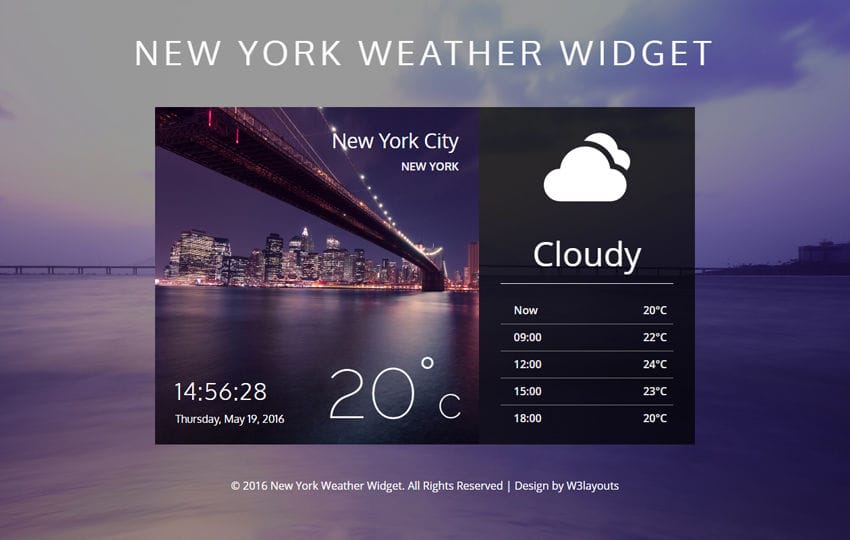 NEW YORK WEATHER WIDGET
New York City
NEW YORK
14:56:28
Thursday, May 19, 2016
20°C
Cloudy
Now 20°C
09:00 22°C
12:00 24°C
15:00 23°C
18:00 20°C
© 2016 New York Weather Widget. All Rights Reserved | Design by W3layouts